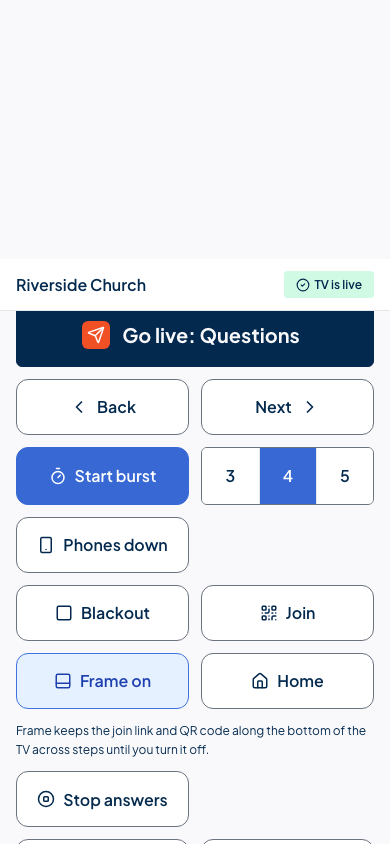 Riverside Church
TV is live
Go live: Questions
Back
Next
Start burst
3
4
5
Phones down
Blackout
Join
Frame on
Home
Frame keeps the join link and QR code along the bottom of the
TV across steps until you turn it off.
Stop answers